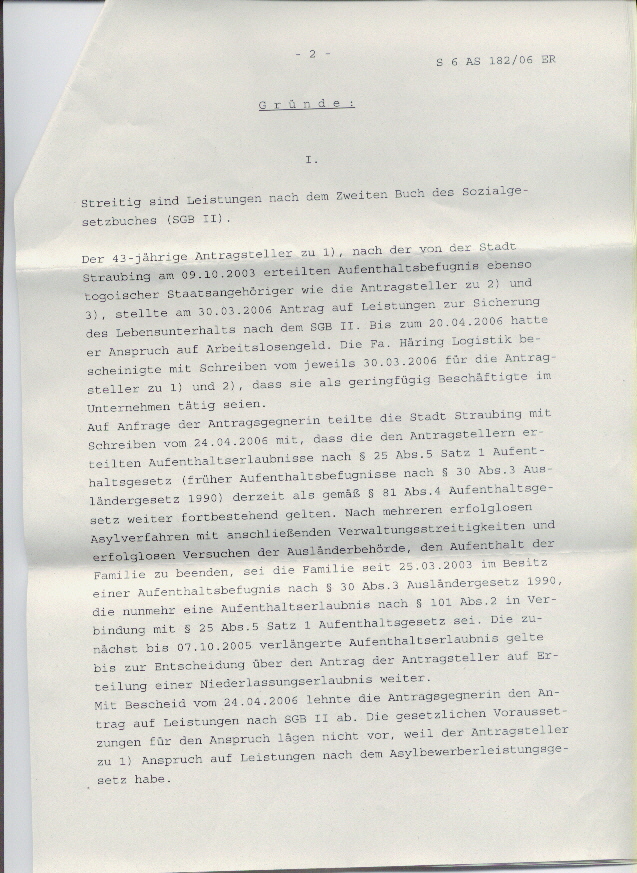 - 2 -
S 6 AS 182/06 ER
G r ü n d e :
I.
Streitig sind Leistungen nach dem Zweiten Buch des Sozialge-
setzbuches (SGB II).
Der 43-jährige Antragsteller zu 1), nach der von der Stadt
Straubing am 09.10.2003 erteilten Aufenthaltsbefugnis ebenso
togoischer Staatsangehöriger wie die Antragsteller zu 2) und
3), stellte am 30.03.2006 Antrag auf Leistungen zur Sicherung
des Lebensunterhalts nach dem SGB II. Bis zum 20.04.2006 hatte
er Anspruch auf Arbeitslosengeld. Die Fa. Häring Logistik be-
scheinigte mit Schreiben vom jeweils 30.03.2006 für die Antrag-
steller zu 1) und 2), dass sie als geringfügig Beschäftigte im
Unternehmen tätig seien.
Auf Anfrage der Antragsgegnerin teilte die Stadt Straubing mit
Schreiben vom 24.04.2006 mit, dass die den Antragstellern er-
teilten Aufenthaltserlaubnisse nach § 25 Abs.5 Satz 1 Aufent-
haltsgesetz (früher Aufenthaltsbefugnisse nach § 30 Abs.3 Aus-
ländergesetz 1990) derzeit als gemäß § 81 Abs.4 Aufenthaltsge-
setz weiter fortbestehend gelten. Nach mehreren erfolglosen
Asylverfahren mit anschließenden Verwaltungsstreitigkeiten und
erfolglosen Versuchen der Ausländerbehörde, den Aufenthalt der
Familie zu beenden, sei die Familie seit 25.03.2003 im Besitz
einer Aufenthaltsbefugnis nach § 30 Abs.3 Ausländergesetz 1990,
die nunmehr eine Aufenthaltserlaubnis nach § 101 Abs.2 in Ver-
bindung mit § 25 Abs.5 Satz 1 Aufenthaltsgesetz sei. Die zu-
nächst bis 07.10.2005 verlängerte Aufenthaltserlaubnis gelte
bis zur Entscheidung über den Antrag der Antragsteller auf Er-
teilung einer Niederlassungserlaubnis weiter.
Mit Bescheid vom 24.04.2006 lehnte die Antragsgegnerin den An-
trag auf Leistungen nach SGB II ab. Die gesetzlichen Vorausset-
zungen für den Anspruch lägen nicht vor, weil der Antragsteller
zu 1) Anspruch auf Leistungen nach dem Asylbewerberleistungsge-
setz habe.